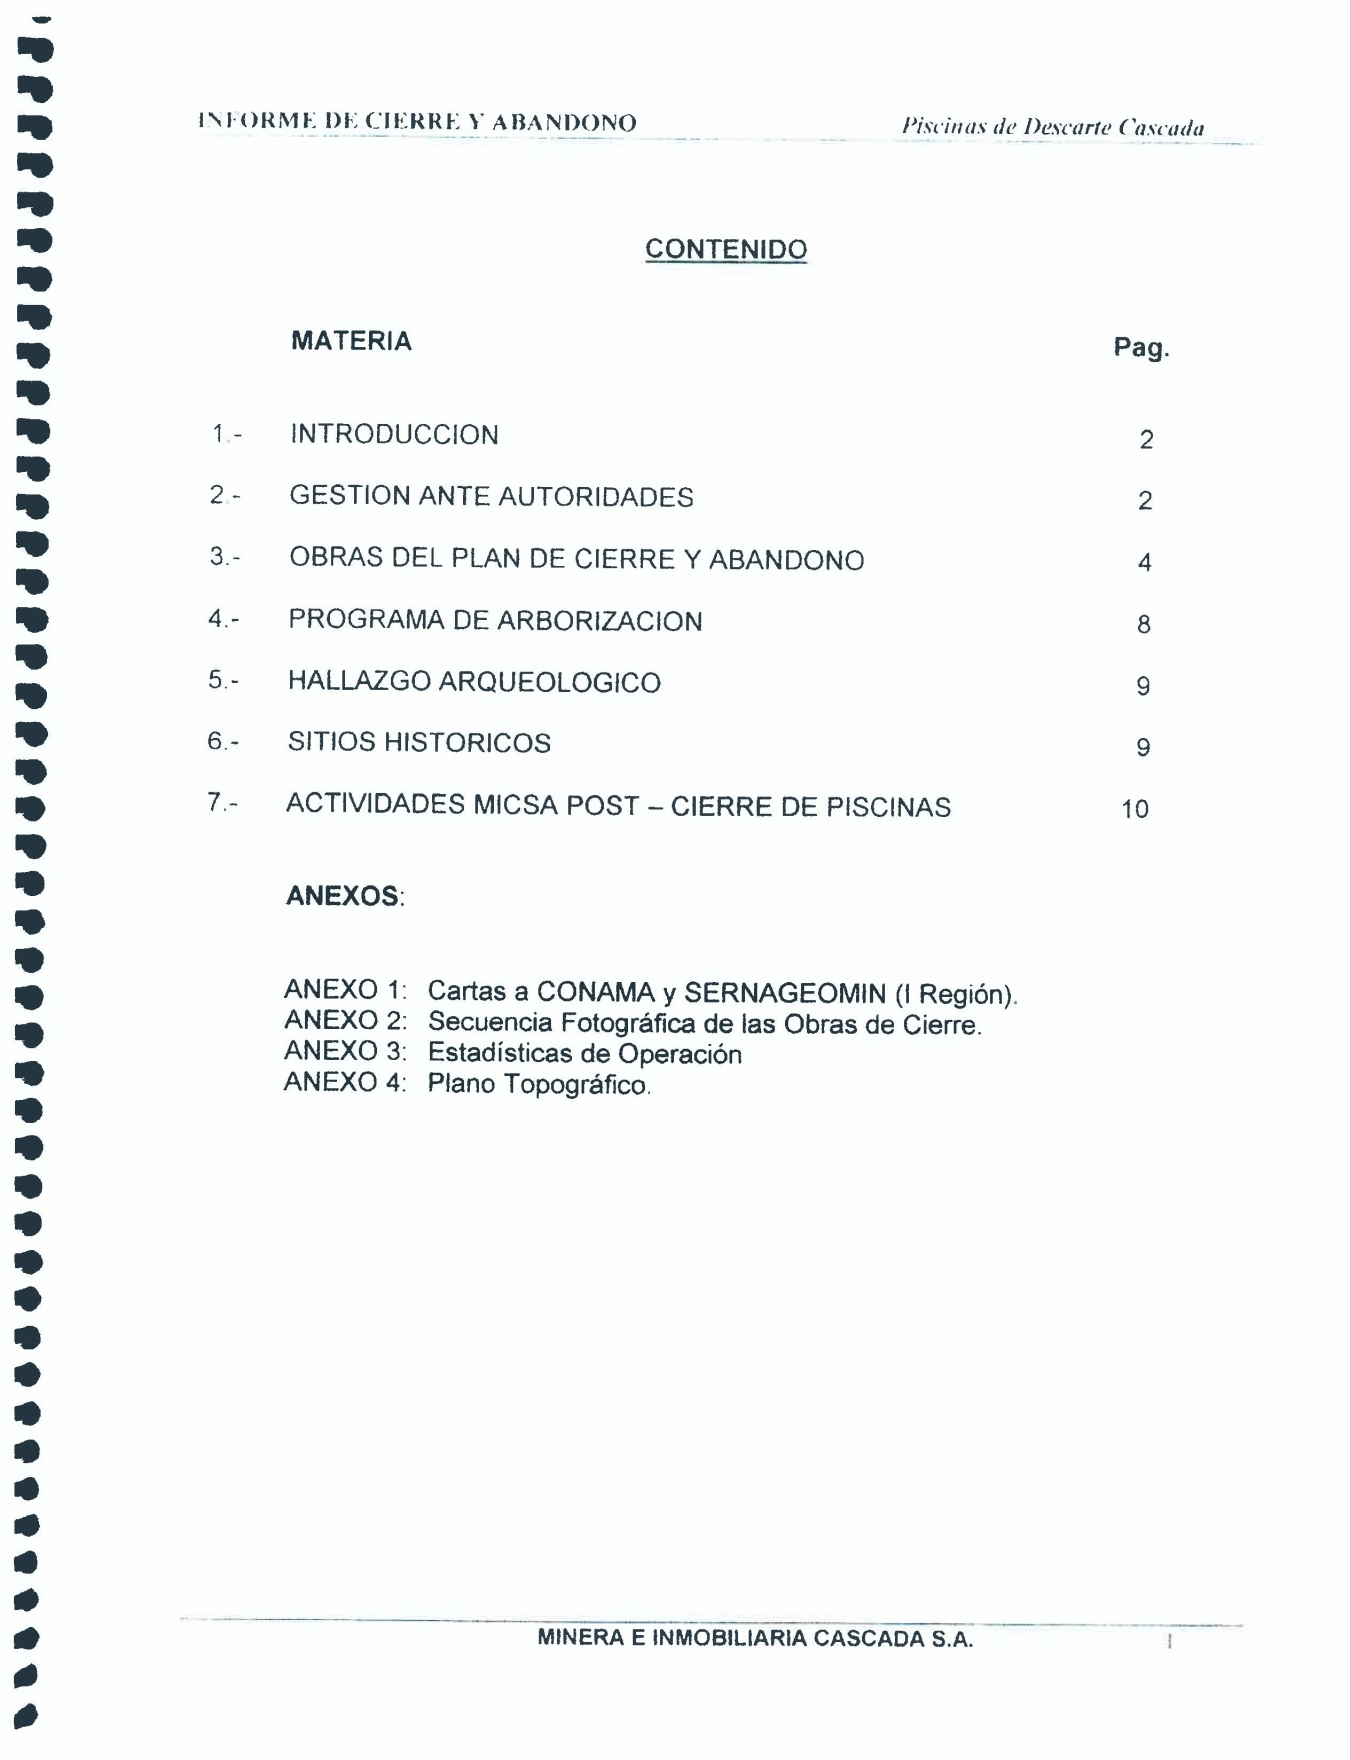 INFORME DE CIERRE Y ABANDONO Piscinas de Descarte Cascada
CONTENIDO
MATERIA Pag.
1.- INTRODUCCION 2
2.- GESTION ANTE AUTORIDADES 2
3.- OBRAS DEL PLAN DE CIERRE Y ABANDONO 4
4.- PROGRAMA DE ARBORIZACION 8
5.- HALLAZGO ARQUEOLOGICO 9
6.- SITIOS HISTORICOS 9
7.- ACTIVIDADES MICSA POST – CIERRE DE PISCINAS 10
ANEXOS:
ANEXO 1: Cartas a CONAMA y SERNAGEOMIN (I Región).
ANEXO 2: Secuencia Fotográfica de las Obras de Cierre.
ANEXO 3: Estadísticas de Operación
ANEXO 4: Plano Topográfico.
MINERA E INMOBILIARIA CASCADA S.A. 1